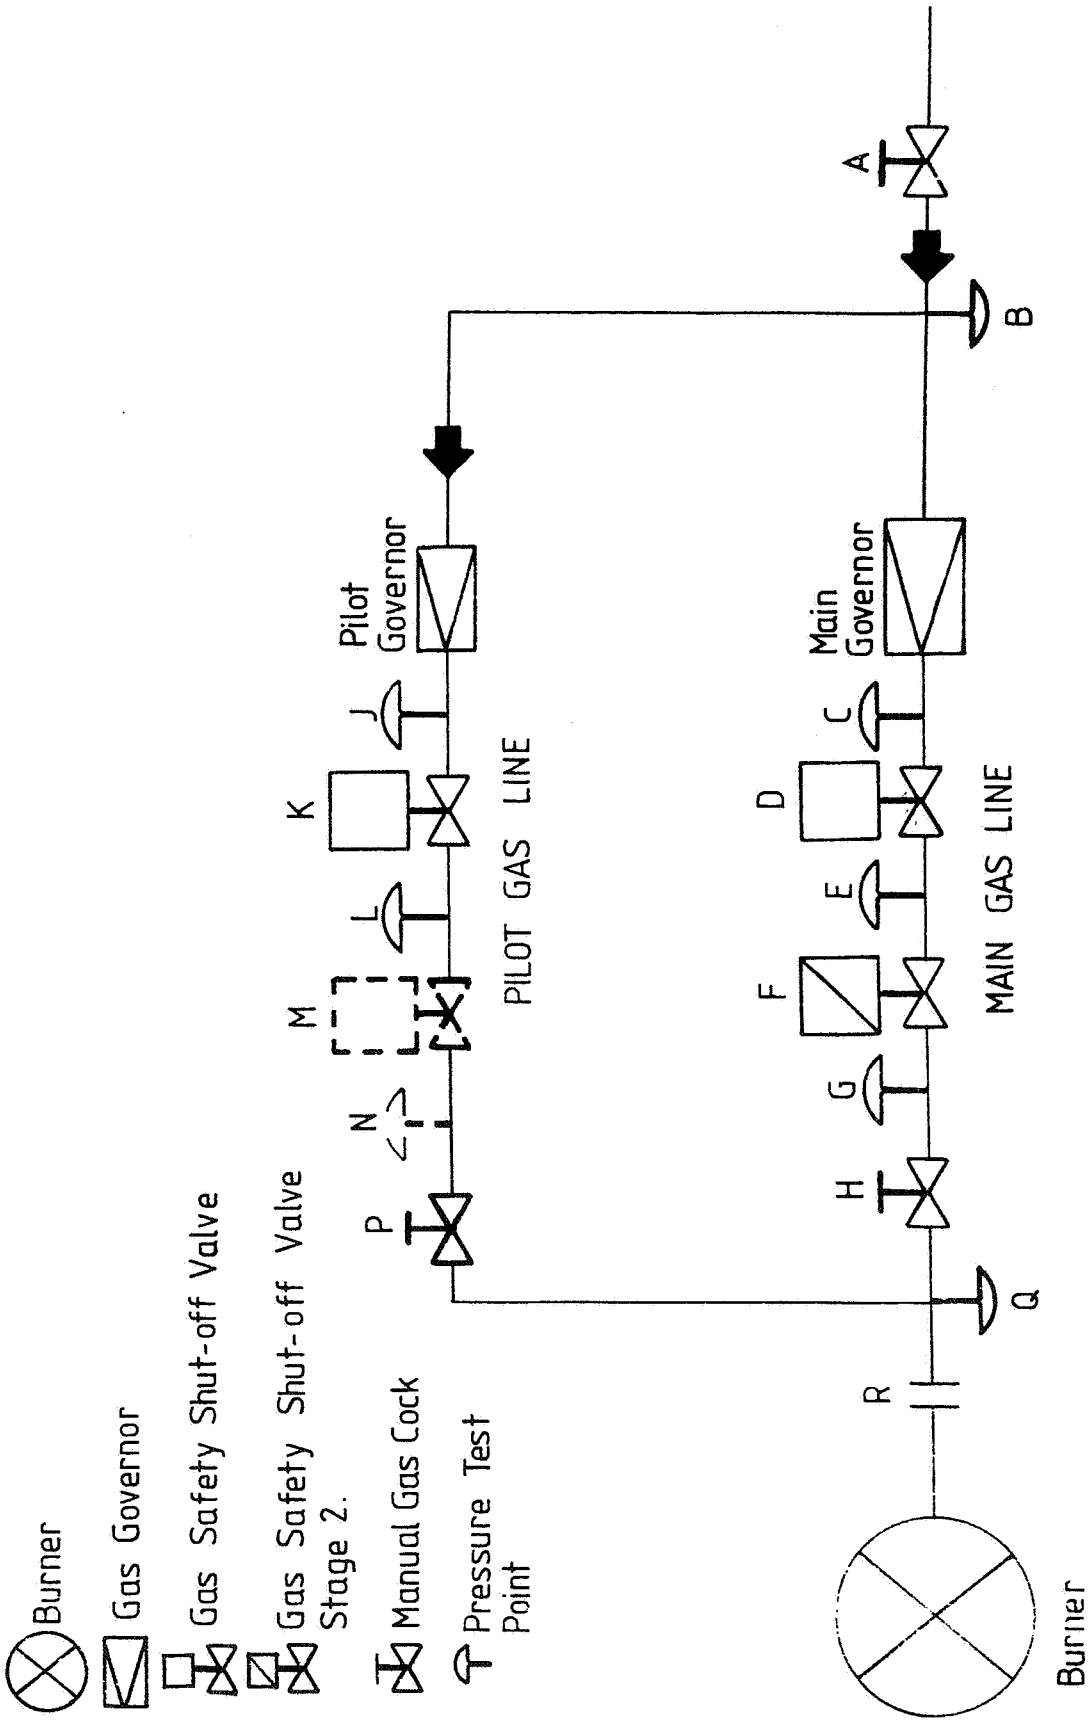 Burner
Gas Governor
Gas Safety Shut-off Valve
Gas Safety Shut-off Valve
Stage 2.
Manual Gas Cock
Pressure Test
Point
P
N
M
L
K
J
Pilot
Governor
PILOT GAS LINE
Burner
R
Q
H
G
F
E
D
C
Main
Governor
MAIN GAS LINE
B
A